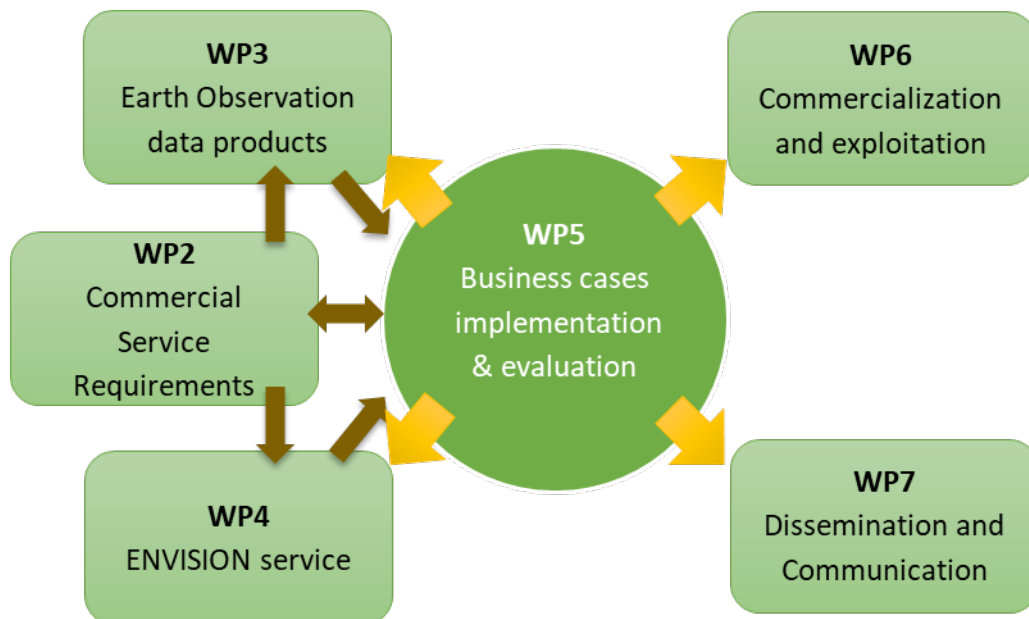 WP3
Earth Observation
data products
WP6
Commercialization
and exploitation
WP2
Commercial
Service
Requirements
WP5
Business cases
implementation
& evaluation
WP4
ENVISION service
WP7
Dissemination and
Communication